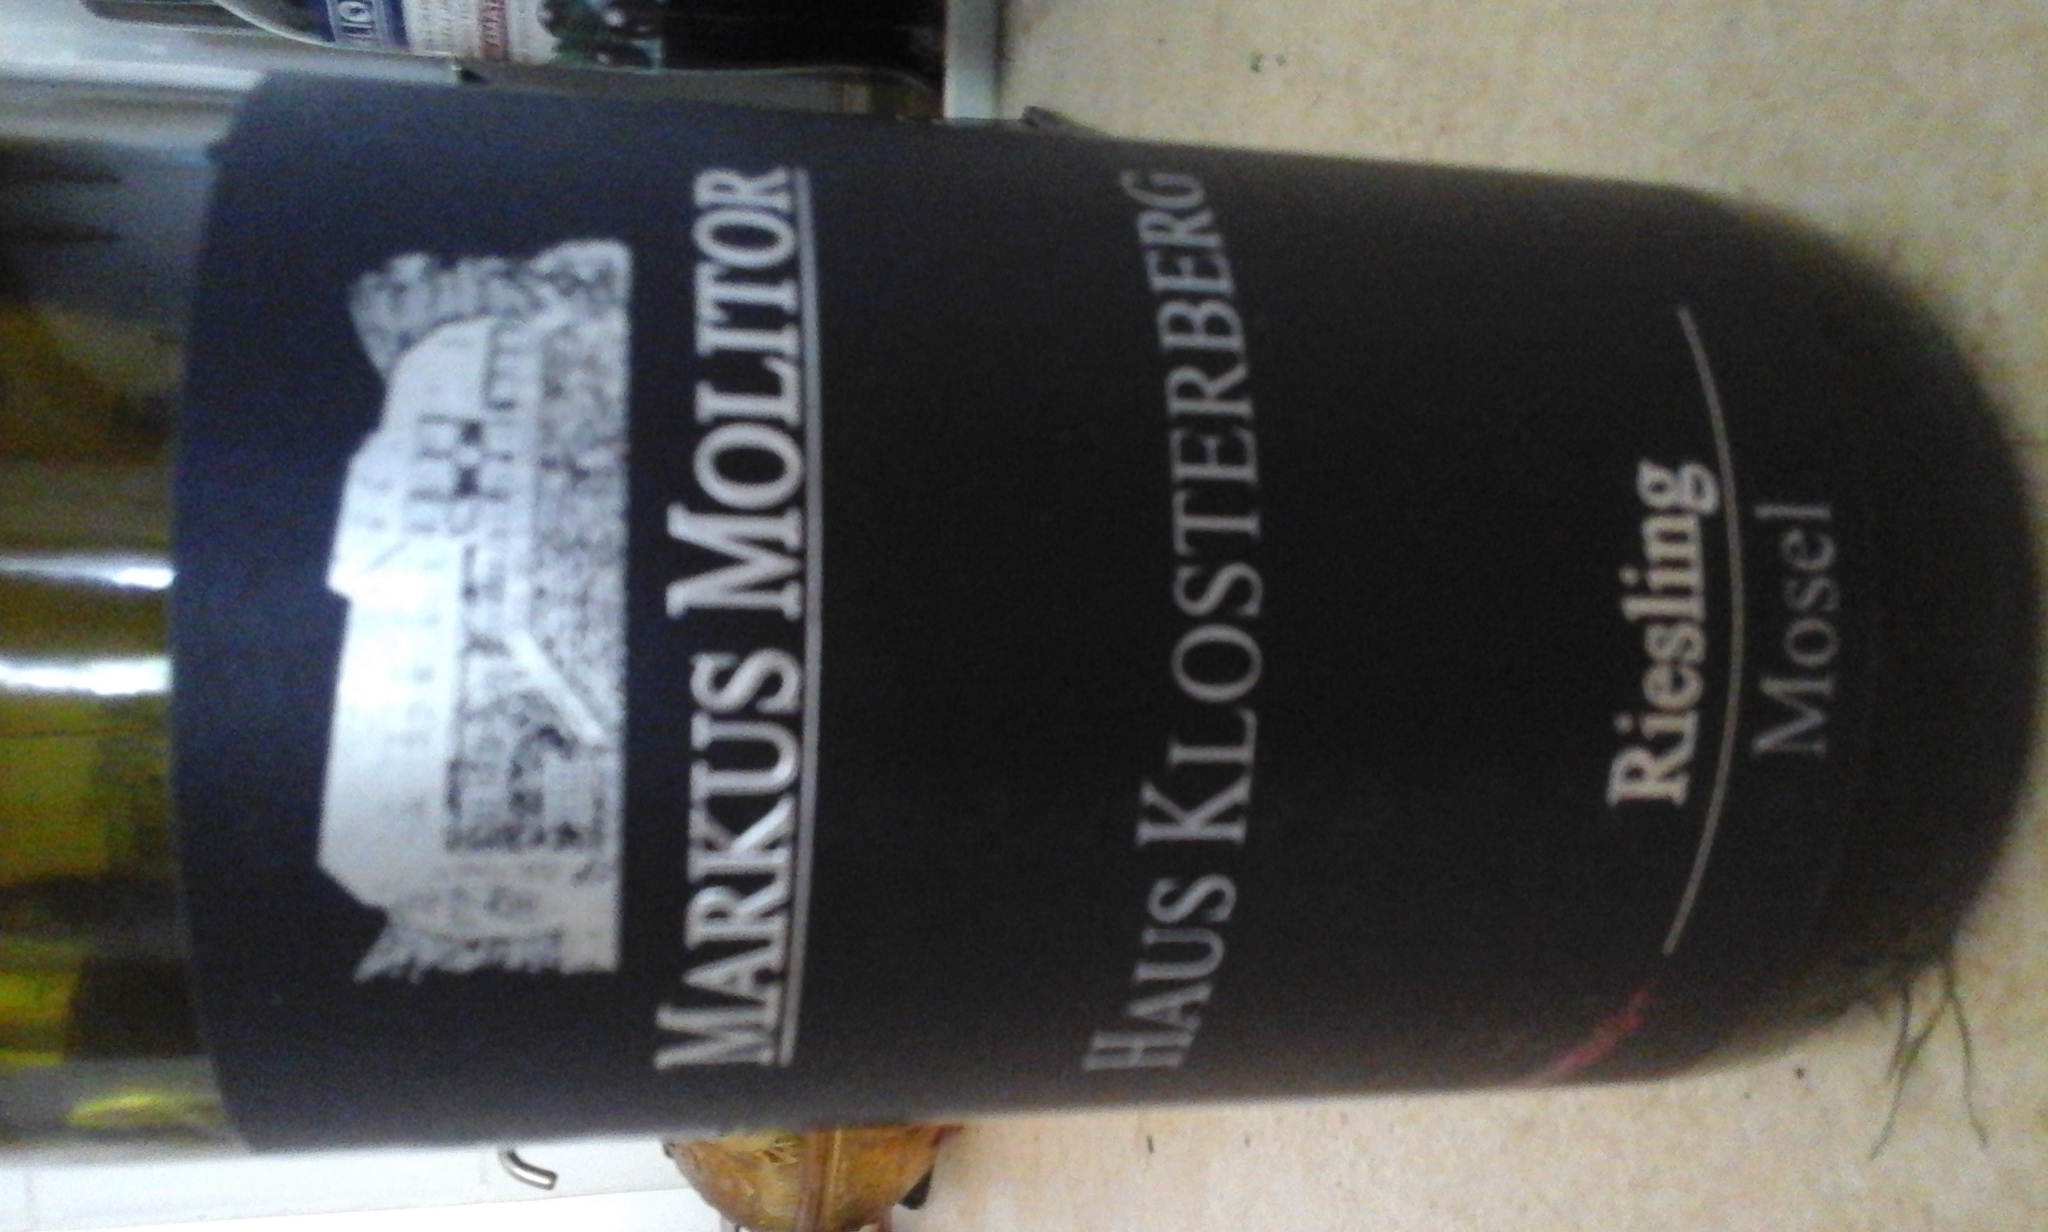 MARKUS MOLITOR
HAUS KLOSTERBERG
Riesling
Mosel